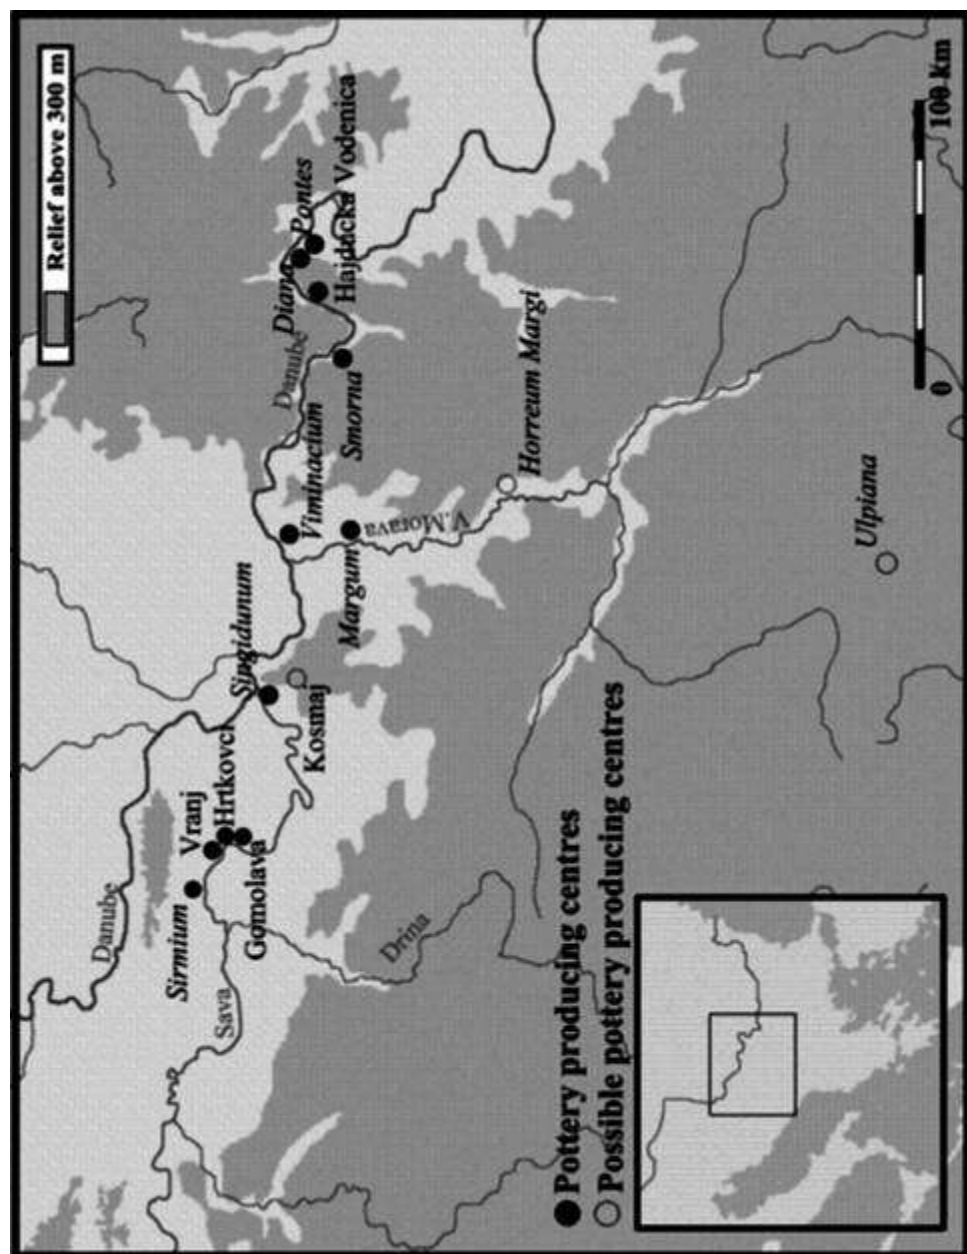 Relief above 300 m
Danube
Sirmium
Vranj
Hrtkovci
Gomolava
Sava
Drina
Singidunum
Kosmaj
Viminacium
Margum
V.Morava
Danube
Smorna
Diana
Pontes
Hajdučka Vodenica
Horreum Margi
Ulpiana
Pottery producing centres
Possible pottery producing centres
0
100 km